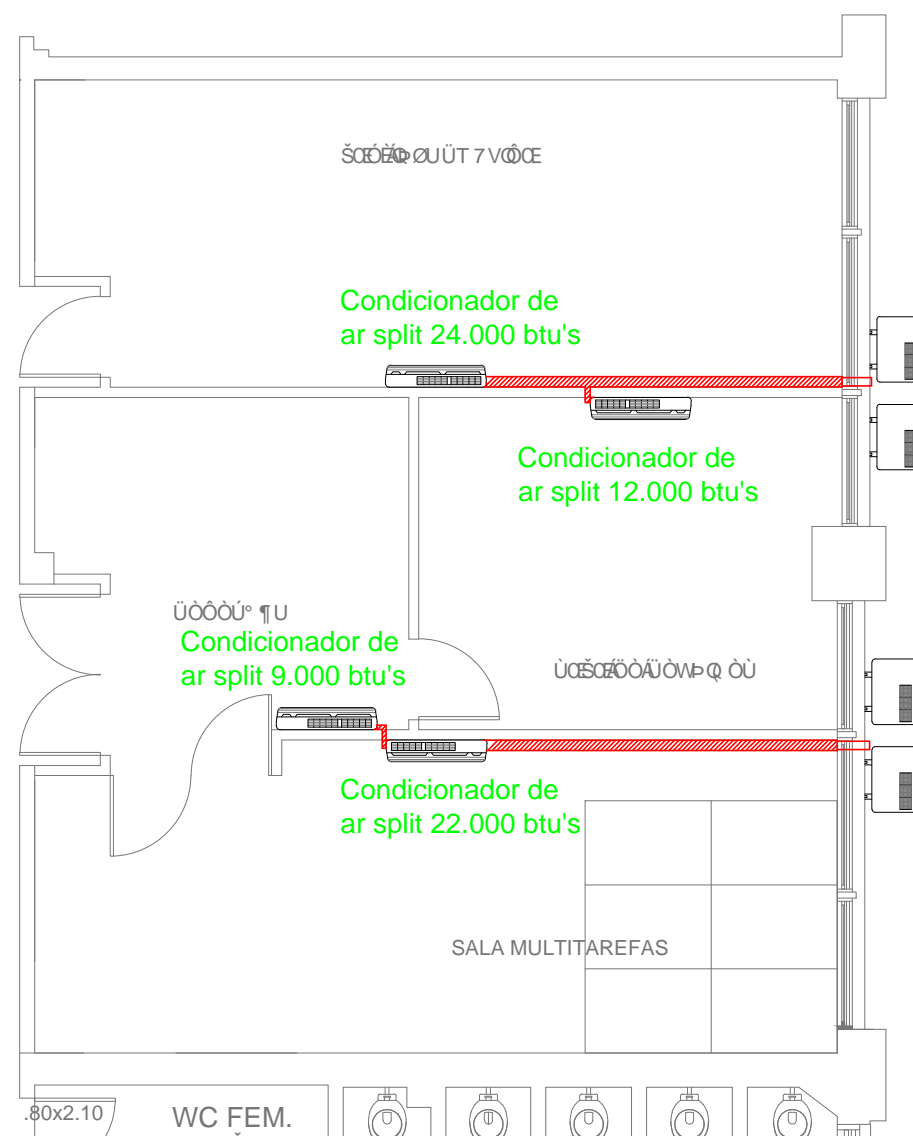 Condicionador de
ar split 24.000 btu's
Condicionador de
ar split 12.000 btu's
Condicionador de
ar split 9.000 btu's
Condicionador de
ar split 22.000 btu's
SALA MULTITAREFAS
.80x2.10
WC FEM.